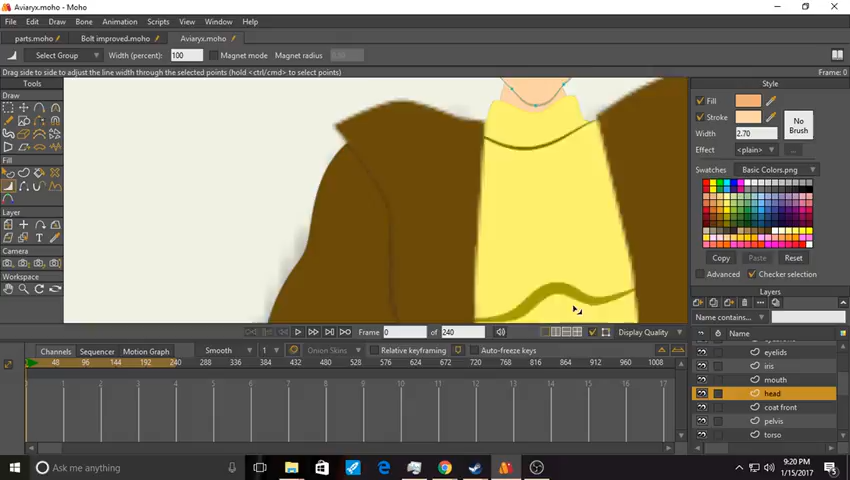 Aviaryx.moho - Moho
File Edit Draw Bone Animation Scripts View Window Help
parts.moho Bolt improved.moho Aviaryx.moho
Select Group Width (percent): 100 Magnet mode Magnet radius
Drag side to side to adjust the line width through the selected points (hold <ctrl/cmd> to select points) Frame: 0
Tools
Draw
Fill
Layer
Camera
Workspace
Style
Fill
Stroke
No Brush
Width 2.70
Effect <plain> ...
Swatches Basic Colors.png
Copy Paste Reset
Advanced Checker selection
Layers
Name contains...
Name
eyelids
iris
mouth
head
coat front
pelvis
torso
Frame 0 of 240 Display Quality
Channels Sequencer Motion Graph Smooth 1 Onion Skins Relative keyframing Auto-freeze keys
48 96 144 192 240 288 336 384 432 480 528 576 624 672 720 768 816 864 912 960 1008
1 2 3 4 5 6 7 8 9 10 11 12 13 14 15 16 17
Ask me anything
9:20 PM
1/15/2017